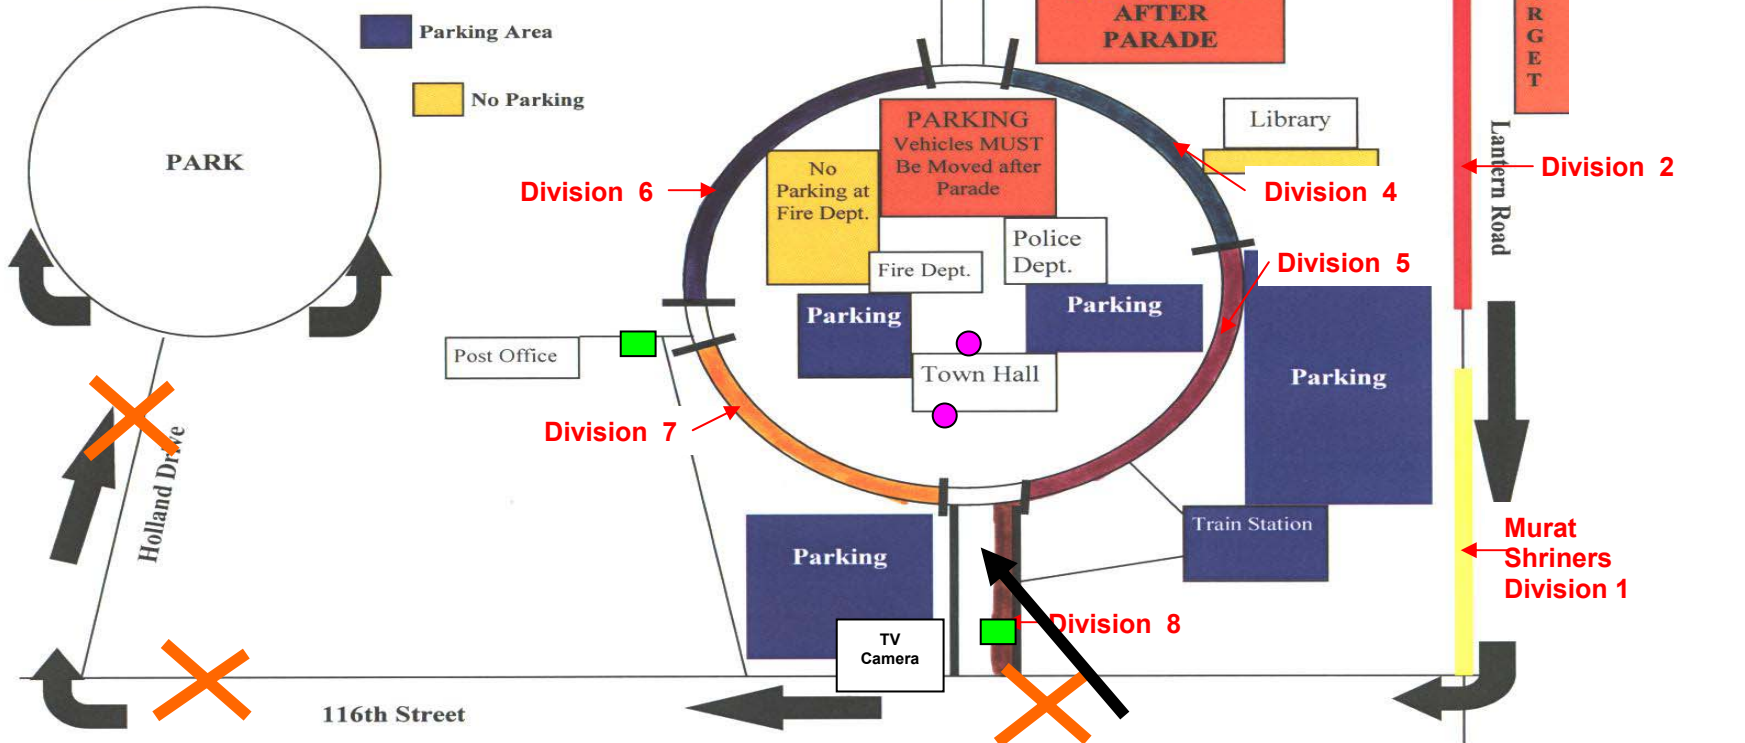 AFTER
PARADE
R
G
E
T
Parking Area
No Parking
PARK
PARKING
Vehicles MUST
Be Moved after
Parade
No
Parking at
Fire Dept.
Library
Lantern Road
Division 2
Division 6
Division 4
Police
Dept.
Fire Dept.
Division 5
Parking
Parking
Post Office
Town Hall
Parking
Division 7
Holland Drive
Train Station
Parking
Murat
Shriners
Division 1
Division 8
TV
Camera
116th Street